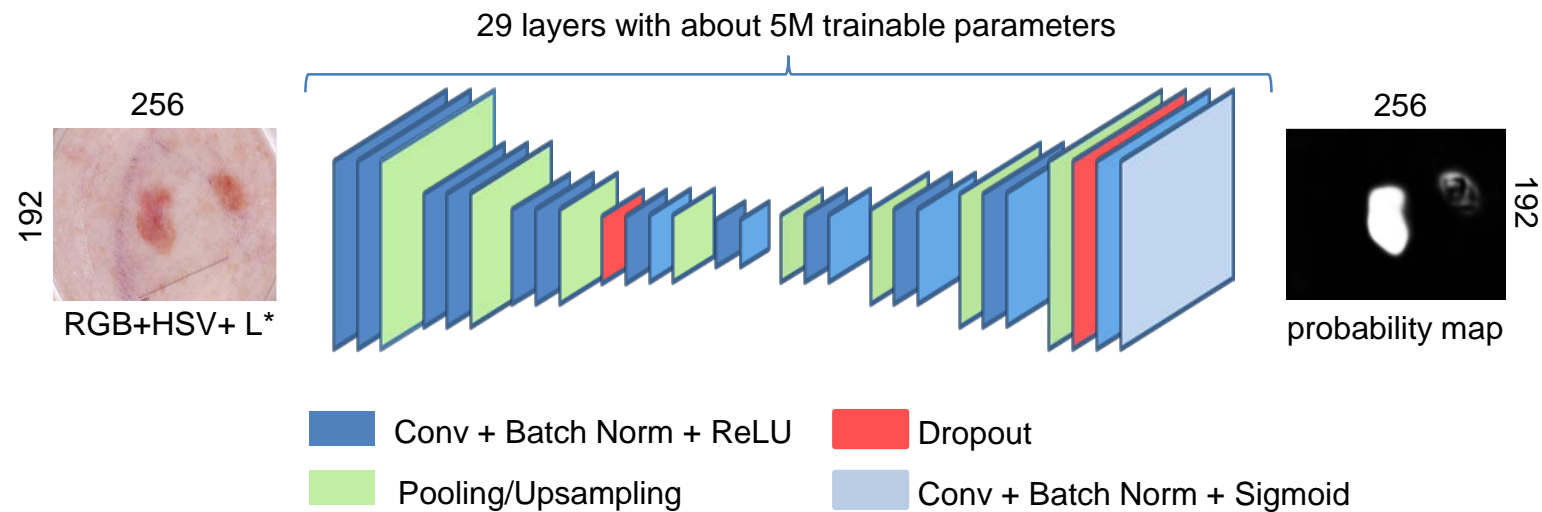 29 layers with about 5M trainable parameters
256
192
RGB+HSV+ L*
256
192
probability map
Conv + Batch Norm + ReLU
Dropout
Pooling/Upsampling
Conv + Batch Norm + Sigmoid